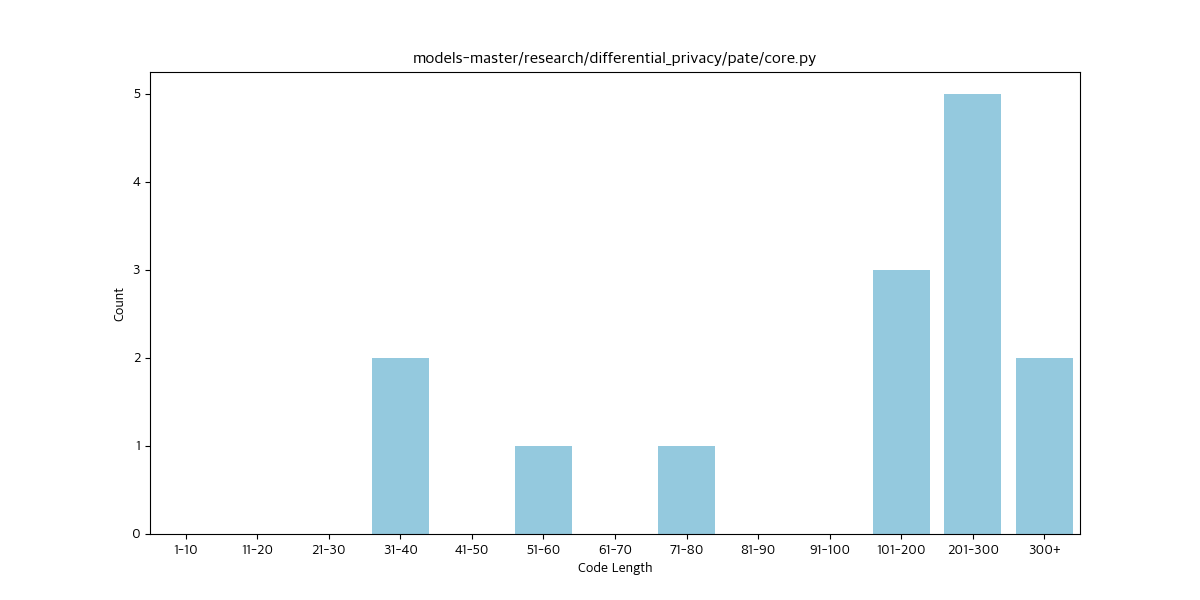 models-master/research/differential_privacy/pate/core.py
5
4
3
2
1
0
Count
1-10 11-20 21-30 31-40 41-50 51-60 61-70 71-80 81-90 91-100 101-200 201-300 300+
Code Length